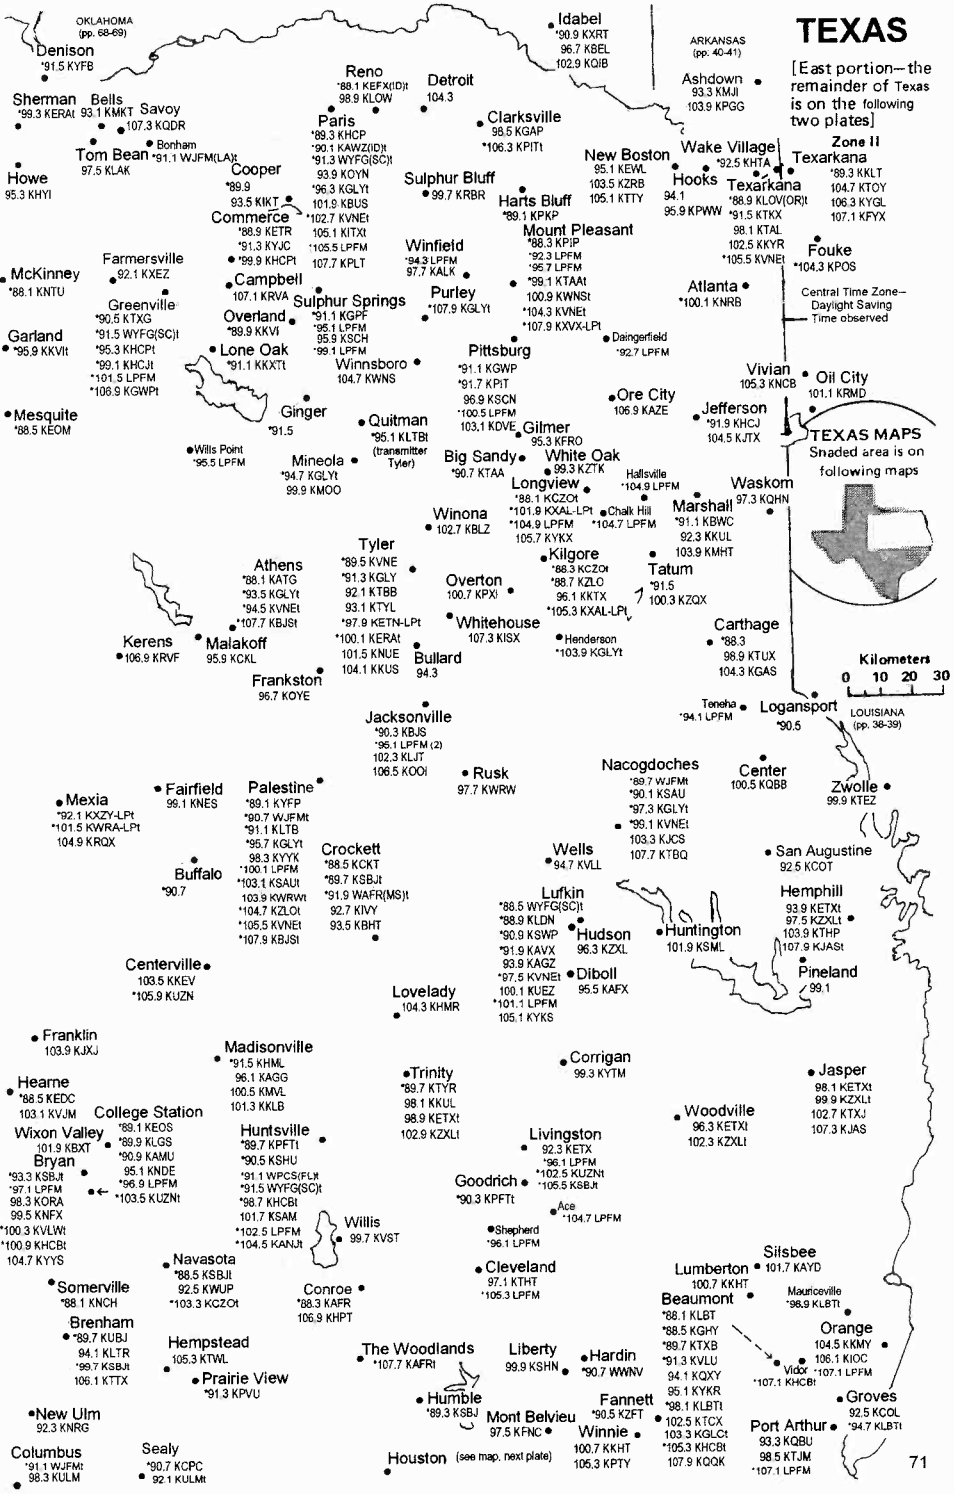 OKLAHOMA
(pp. 68-69)
Denison
*91.5 KYFB
Idabel
*90.9 KXRT
96.7 KBEL
102.9 KQIB
ARKANSAS
(pp. 40-41)
TEXAS
[East portion—the
remainder of Texas
is on the following
two plates]
Zone II
Ashdown
93.3 KMJI
103.9 KPGG
Reno
*88.1 KEFX(ID)t
98.9 KLOW
Detroit
104.3
Sherman
*99.3 KERAt
Bells
93.1 KMKT
Savoy
107.3 KQDR
Paris
*89.3 KHCP
*90.1 KAWZ(ID)t
*91.3 WYFG(SC)t
93.9 KOYN
*96.3 KGLYt
101.9 KBUS
*102.7 KVNEt
105.1 KITXt
*105.5 LPFM
107.7 KPLT
Clarksville
98.5 KGAP
*106.3 KPITt
Bonham
*91.1 WJFM(LA)t
Tom Bean
97.5 KLAK
Howe
95.3 KHYI
Cooper
*89.9
93.5 KIKT
Commerce
*88.9 KETR
*91.3 KYJC
*99.9 KHCPt
Sulphur Bluff
*99.7 KRBR
New Boston
95.1 KEWL
103.5 KZRB
105.1 KTTY
Wake Village
*92.5 KHTA
Hooks
94.1
95.9 KPWW
Texarkana
*88.9 KLOV(OR)t
*91.5 KTKX
98.1 KTAL
102.5 KKYR
*105.5 KVNEt
Texarkana
*89.3 KKLT
104.7 KTOY
106.3 KYGL
107.1 KFYX
Harts Bluff
*89.1 KPKP
Mount Pleasant
*88.3 KPIP
*92.3 LPFM
*95.7 LPFM
*99.1 KTAAt
100.9 KWNSt
*104.3 KVNEt
*107.9 KXVX-LPt
Fouke
*104.3 KPOS
McKinney
*88.1 KNTU
Farmersville
*92.1 KXEZ
Campbell
107.1 KRVA
Winfield
*94.3 LPFM
97.7 KALK
Purley
*107.9 KGLYt
Atlanta
*100.1 KNRB
Central Time Zone—
Daylight Saving
Time observed
Greenville
*90.5 KTXG
*91.5 WYFG(SC)t
*95.3 KHCPt
*99.1 KHCJt
*101.5 LPFM
*106.9 KGWPt
Overland
*89.9 KKVI
Sulphur Springs
*91.1 KGPF
*95.1 LPFM
95.9 KSCH
*99.1 LPFM
Garland
*95.9 KKVIt
Lone Oak
*91.1 KKXTt
Winnsboro
104.7 KWNS
Pittsburg
*91.1 KGWP
*91.7 KPIT
96.9 KSCN
*100.5 LPFM
103.1 KDVE
Daingerfield
*92.7 LPFM
Vivian
105.3 KNCB
Oil City
101.1 KRMD
Mesquite
*88.5 KEOM
Ginger
*91.5
Ore City
106.9 KAZE
Jefferson
*91.9 KHCJ
104.5 KJTX
TEXAS MAPS
Shaded area is on
following maps
Wills Point
*95.5 LPFM
Quitman
*95.1 KLTBt
(transmitter
Tyler)
Gilmer
95.3 KFRO
Mineola
*94.7 KGLYt
99.9 KMOO
Big Sandy
*90.7 KTAA
White Oak
*99.3 KZTK
Hallsville
*104.9 LPFM
Waskom
97.3 KQHN
Longview
*88.1 KCZOt
*101.9 KXAL-LPt
*104.9 LPFM
105.7 KYKX
Chalk Hill
*104.7 LPFM
Marshall
*91.1 KBWC
92.3 KKUL
103.9 KMHT
Winona
102.7 KBLZ
Tyler
*89.5 KVNE
*91.3 KGLY
92.1 KTBB
93.1 KTYL
*97.9 KETN-LPt
*100.1 KERAt
101.5 KNUE
104.1 KKUS
Athens
*88.1 KATG
*93.5 KGLYt
*94.5 KVNEt
*107.7 KBJSt
Kilgore
*88.3 KCZOt
*88.7 KZLO
96.1 KKTX
*105.3 KXAL-LPt
Tatum
*91.5
100.3 KZQX
Overton
100.7 KPXI
Whitehouse
107.3 KISX
Henderson
*103.9 KGLYt
Carthage
*88.3
98.9 KTUX
104.3 KGAS
Kerens
*106.9 KRVF
Malakoff
95.9 KCKL
Bullard
94.3
Frankston
96.7 KOYE
Kilometers
0 10 20 30
LOUISIANA
(pp. 38-39)
Teneha
*94.1 LPFM
Logansport
*90.5
Jacksonville
*90.3 KBJS
*95.1 LPFM (2)
102.3 KLJT
106.5 KOOI
Rusk
97.7 KWRW
Nacogdoches
*89.7 WJFMt
*90.1 KSAU
*97.3 KGLYt
*99.1 KVNEt
103.3 KJCS
107.7 KTBQ
Center
100.5 KQBB
Zwolle
99.9 KTEZ
Mexia
*92.1 KXZY-LPt
*101.5 KWRA-LPt
104.9 KRQX
Fairfield
99.1 KNES
Palestine
*89.1 KYFP
*90.7 WJFMt
*91.1 KLTB
*95.7 KGLYt
98.3 KYYK
*100.1 LPFM
*103.1 KSAUt
103.9 KWRWt
*104.7 KZLOt
*105.5 KVNEt
*107.9 KBJSt
Crockett
*88.5 KCKT
*89.7 KSBJt
*91.9 WAFR(MS)t
92.7 KIVY
93.5 KBHT
Buffalo
*90.7
Wells
*94.7 KVLL
San Augustine
92.5 KCOT
Lufkin
*88.5 WYFG(SC)t
*88.9 KLDN
*90.9 KSWP
*91.9 KAVX
93.9 KAGZ
*97.5 KVNEt
100.1 KUEZ
*101.1 LPFM
105.1 KYKS
Hudson
96.3 KZXL
Diboll
95.5 KAFX
Huntington
101.9 KSML
Hemphill
93.9 KETXt
97.5 KZXLt
*103.9 KTHP
107.9 KJASt
Pineland
99.1
Centerville
103.5 KKEV
*105.9 KUZN
Lovelady
104.3 KHMR
Franklin
103.9 KJXJ
Madisonville
*91.5 KHML
96.1 KAGG
100.5 KMVL
101.3 KKLB
Corrigan
99.3 KYTM
Jasper
98.1 KETXt
99.9 KZXLt
102.7 KTXJ
107.3 KJAS
Hearne
*88.5 KEDC
103.1 KVJM
Trinity
*89.7 KTYR
98.1 KKUL
98.9 KETXt
102.9 KZXLt
Woodville
96.3 KETXt
102.3 KZXLt
College Station
*89.1 KEOS
*89.9 KLGS
*90.9 KAMU
95.1 KNDE
*96.9 LPFM
*103.5 KUZNt
Wixon Valley
101.9 KBXT
Bryan
*93.3 KSBJt
*97.1 LPFM
98.3 KORA
99.5 KNFX
*100.3 KVLWt
*100.9 KHCBt
104.7 KYYS
Huntsville
*89.7 KPFTt
*90.5 KSHU
*91.1 WPCS(FL)t
*91.5 WYFG(SC)t
*98.7 KHCBt
101.7 KSAM
*102.5 LPFM
*104.5 KANJt
Livingston
92.3 KETX
*96.1 LPFM
*102.5 KUZNt
*105.5 KSBJt
Goodrich
*90.3 KPFTt
Ace
*104.7 LPFM
Willis
99.7 KVST
Shepherd
*96.1 LPFM
Navasota
*88.5 KSBJt
92.5 KWUP
*103.3 KCZOt
Cleveland
97.1 KTHT
*105.3 LPFM
Silsbee
101.7 KAYD
Lumberton
100.7 KKHT
Mauriceville
*98.9 KLBTt
Somerville
*88.1 KNCH
Conroe
*88.3 KAFR
106.9 KHPT
Beaumont
*88.1 KLBT
*88.5 KGHY
*89.7 KTXB
*91.3 KVLU
94.1 KQXY
95.1 KYKR
*98.1 KLBTt
102.5 KTCX
103.3 KGLCt
*105.3 KHCBt
107.9 KQQK
Orange
104.5 KKMY
106.1 KIOC
*107.1 LPFM
Vidor
*107.1 KHCBt
Brenham
*89.7 KUBJ
94.1 KLTR
*99.7 KSBJt
106.1 KTTX
Hempstead
105.3 KTWL
Prairie View
*91.3 KPVU
The Woodlands
*107.7 KAFRt
Liberty
99.9 KSHN
Hardin
*90.7 WWNV
Humble
*89.3 KSBJ
Fannett
*90.5 KZFT
Groves
92.5 KCOL
*94.7 KLBTt
New Ulm
92.3 KNRG
Mont Belvieu
97.5 KFNC
Winnie
100.7 KKHT
105.3 KPTY
Port Arthur
93.3 KQBU
98.5 KTJM
*107.1 LPFM
Columbus
*91.1 WJFMt
98.3 KULM
Sealy
*90.7 KCPC
92.1 KULMt
Houston (see map, next plate)
71